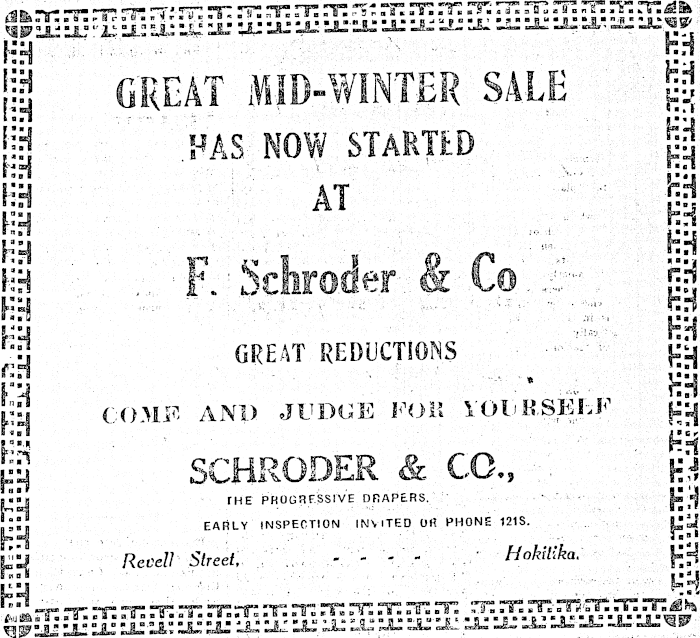 GREAT MID-WINTER SALE
HAS NOW STARTED
AT
F. Schroder & Co
GREAT REDUCTIONS
COME AND JUDGE FOR YOURSELF
SCHRODER & CO.,
THE PROGRESSIVE DRAPERS.
EARLY INSPECTION INVITED OR PHONE 121S.
Revell Street, - - - - Hokitika.